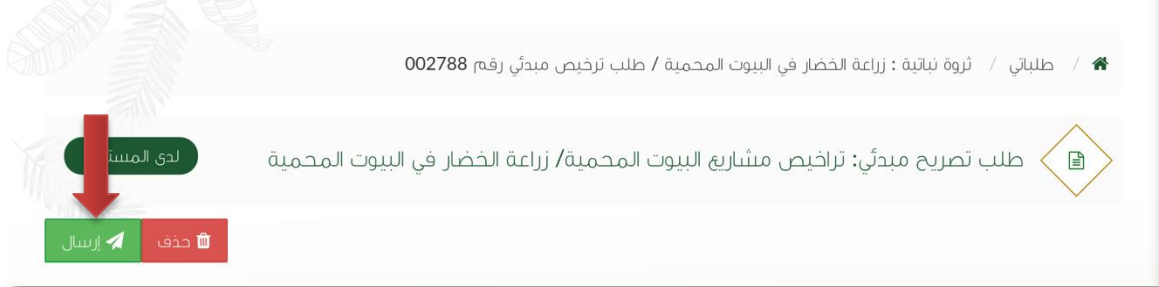 / طلباتي / ثروة نباتية : زراعة الخضار في البيوت المحمية / طلب ترخيص مبدئي رقم 002788
طلب تصريح مبدئي: تراخيص مشاريع البيوت المحمية/ زراعة الخضار في البيوت المحمية
لدى
حذف
إرسال